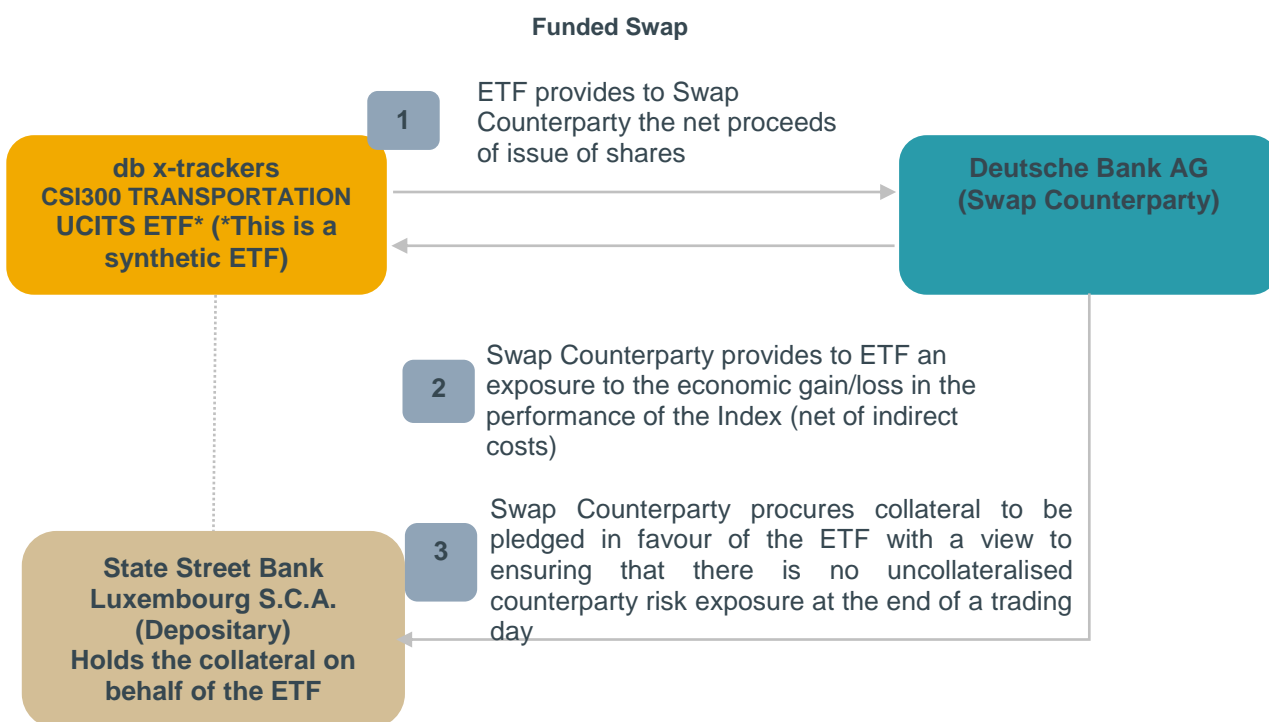 Funded Swap
1
ETF provides to Swap
Counterparty the net proceeds
of issue of shares
db x-trackers
CSI300 TRANSPORTATION
UCITS ETF* (*This is a
synthetic ETF)
Deutsche Bank AG
(Swap Counterparty)
2
Swap Counterparty provides to ETF an
exposure to the economic gain/loss in the
performance of the Index (net of indirect
costs)
3
Swap Counterparty procures collateral to be
pledged in favour of the ETF with a view to
ensuring that there is no uncollateralised
counterparty risk exposure at the end of a trading
day
State Street Bank
Luxembourg S.C.A.
(Depositary)
Holds the collateral on
behalf of the ETF